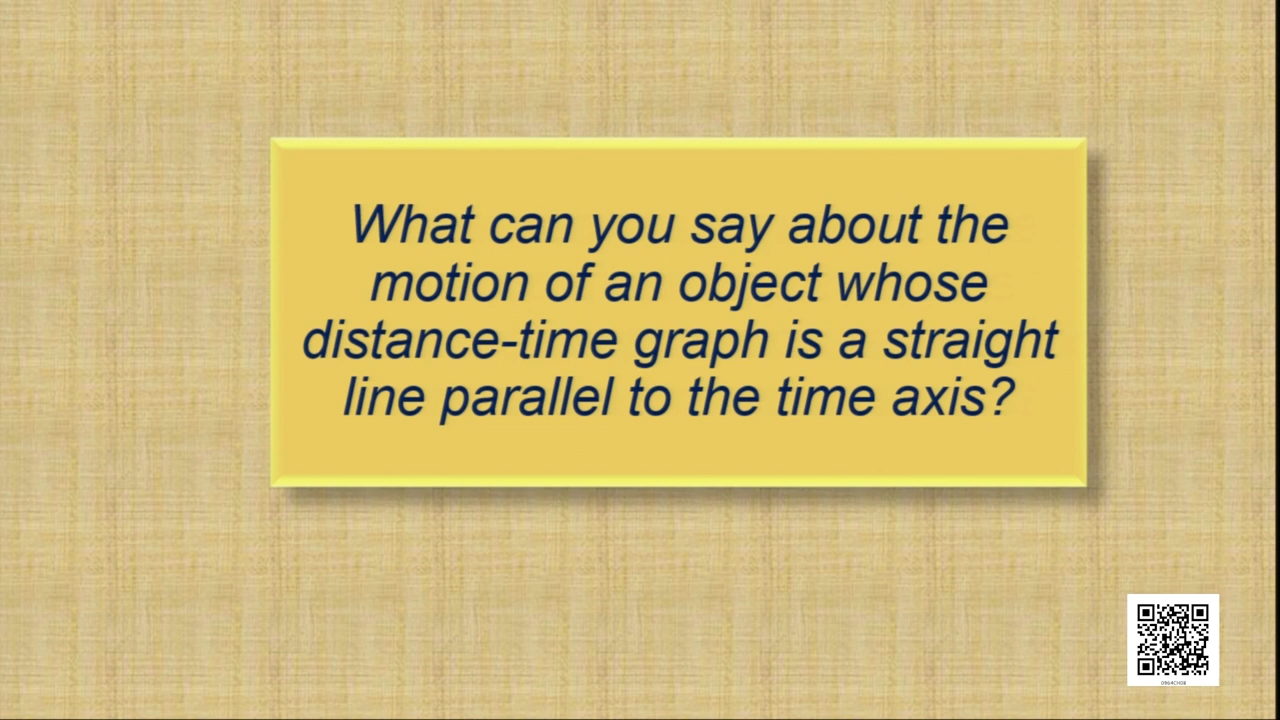 What can you say about the
motion of an object whose
distance-time graph is a straight
line parallel to the time axis?
0964CH08